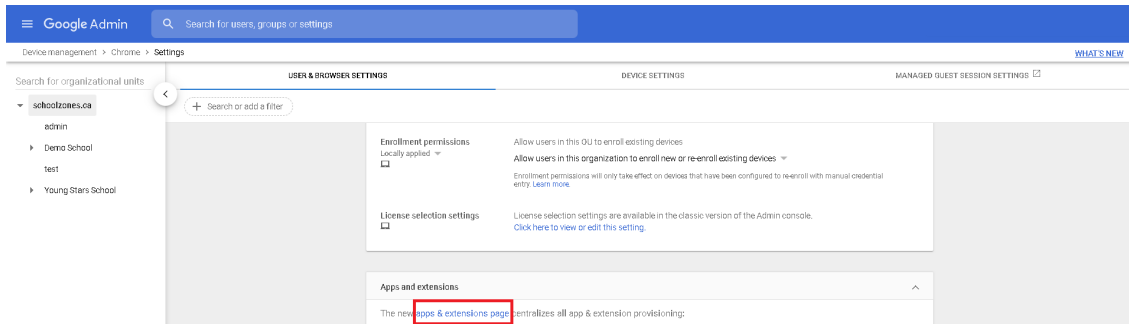 Google Admin
Search for users, groups or settings
Device management > Chrome > Settings
WHAT'S NEW
Search for organizational units
schoolzones.ca
admin
Demo School
test
Young Stars School
USER & BROWSER SETTINGS
DEVICE SETTINGS
MANAGED GUEST SESSION SETTINGS
+ Search or add a filter
Enrollment permissions
Locally applied
Allow users in this OU to enroll existing devices
Allow users in this organization to enroll new or re-enroll existing devices
Enrollment permissions will only take effect on devices that have been configured to re-enroll with manual credential
entry. Learn more.
License selection settings
License selection settings are available in the classic version of the Admin console.
Click here to view or edit this setting.
Apps and extensions
The new apps & extensions page centralizes all app & extension provisioning: